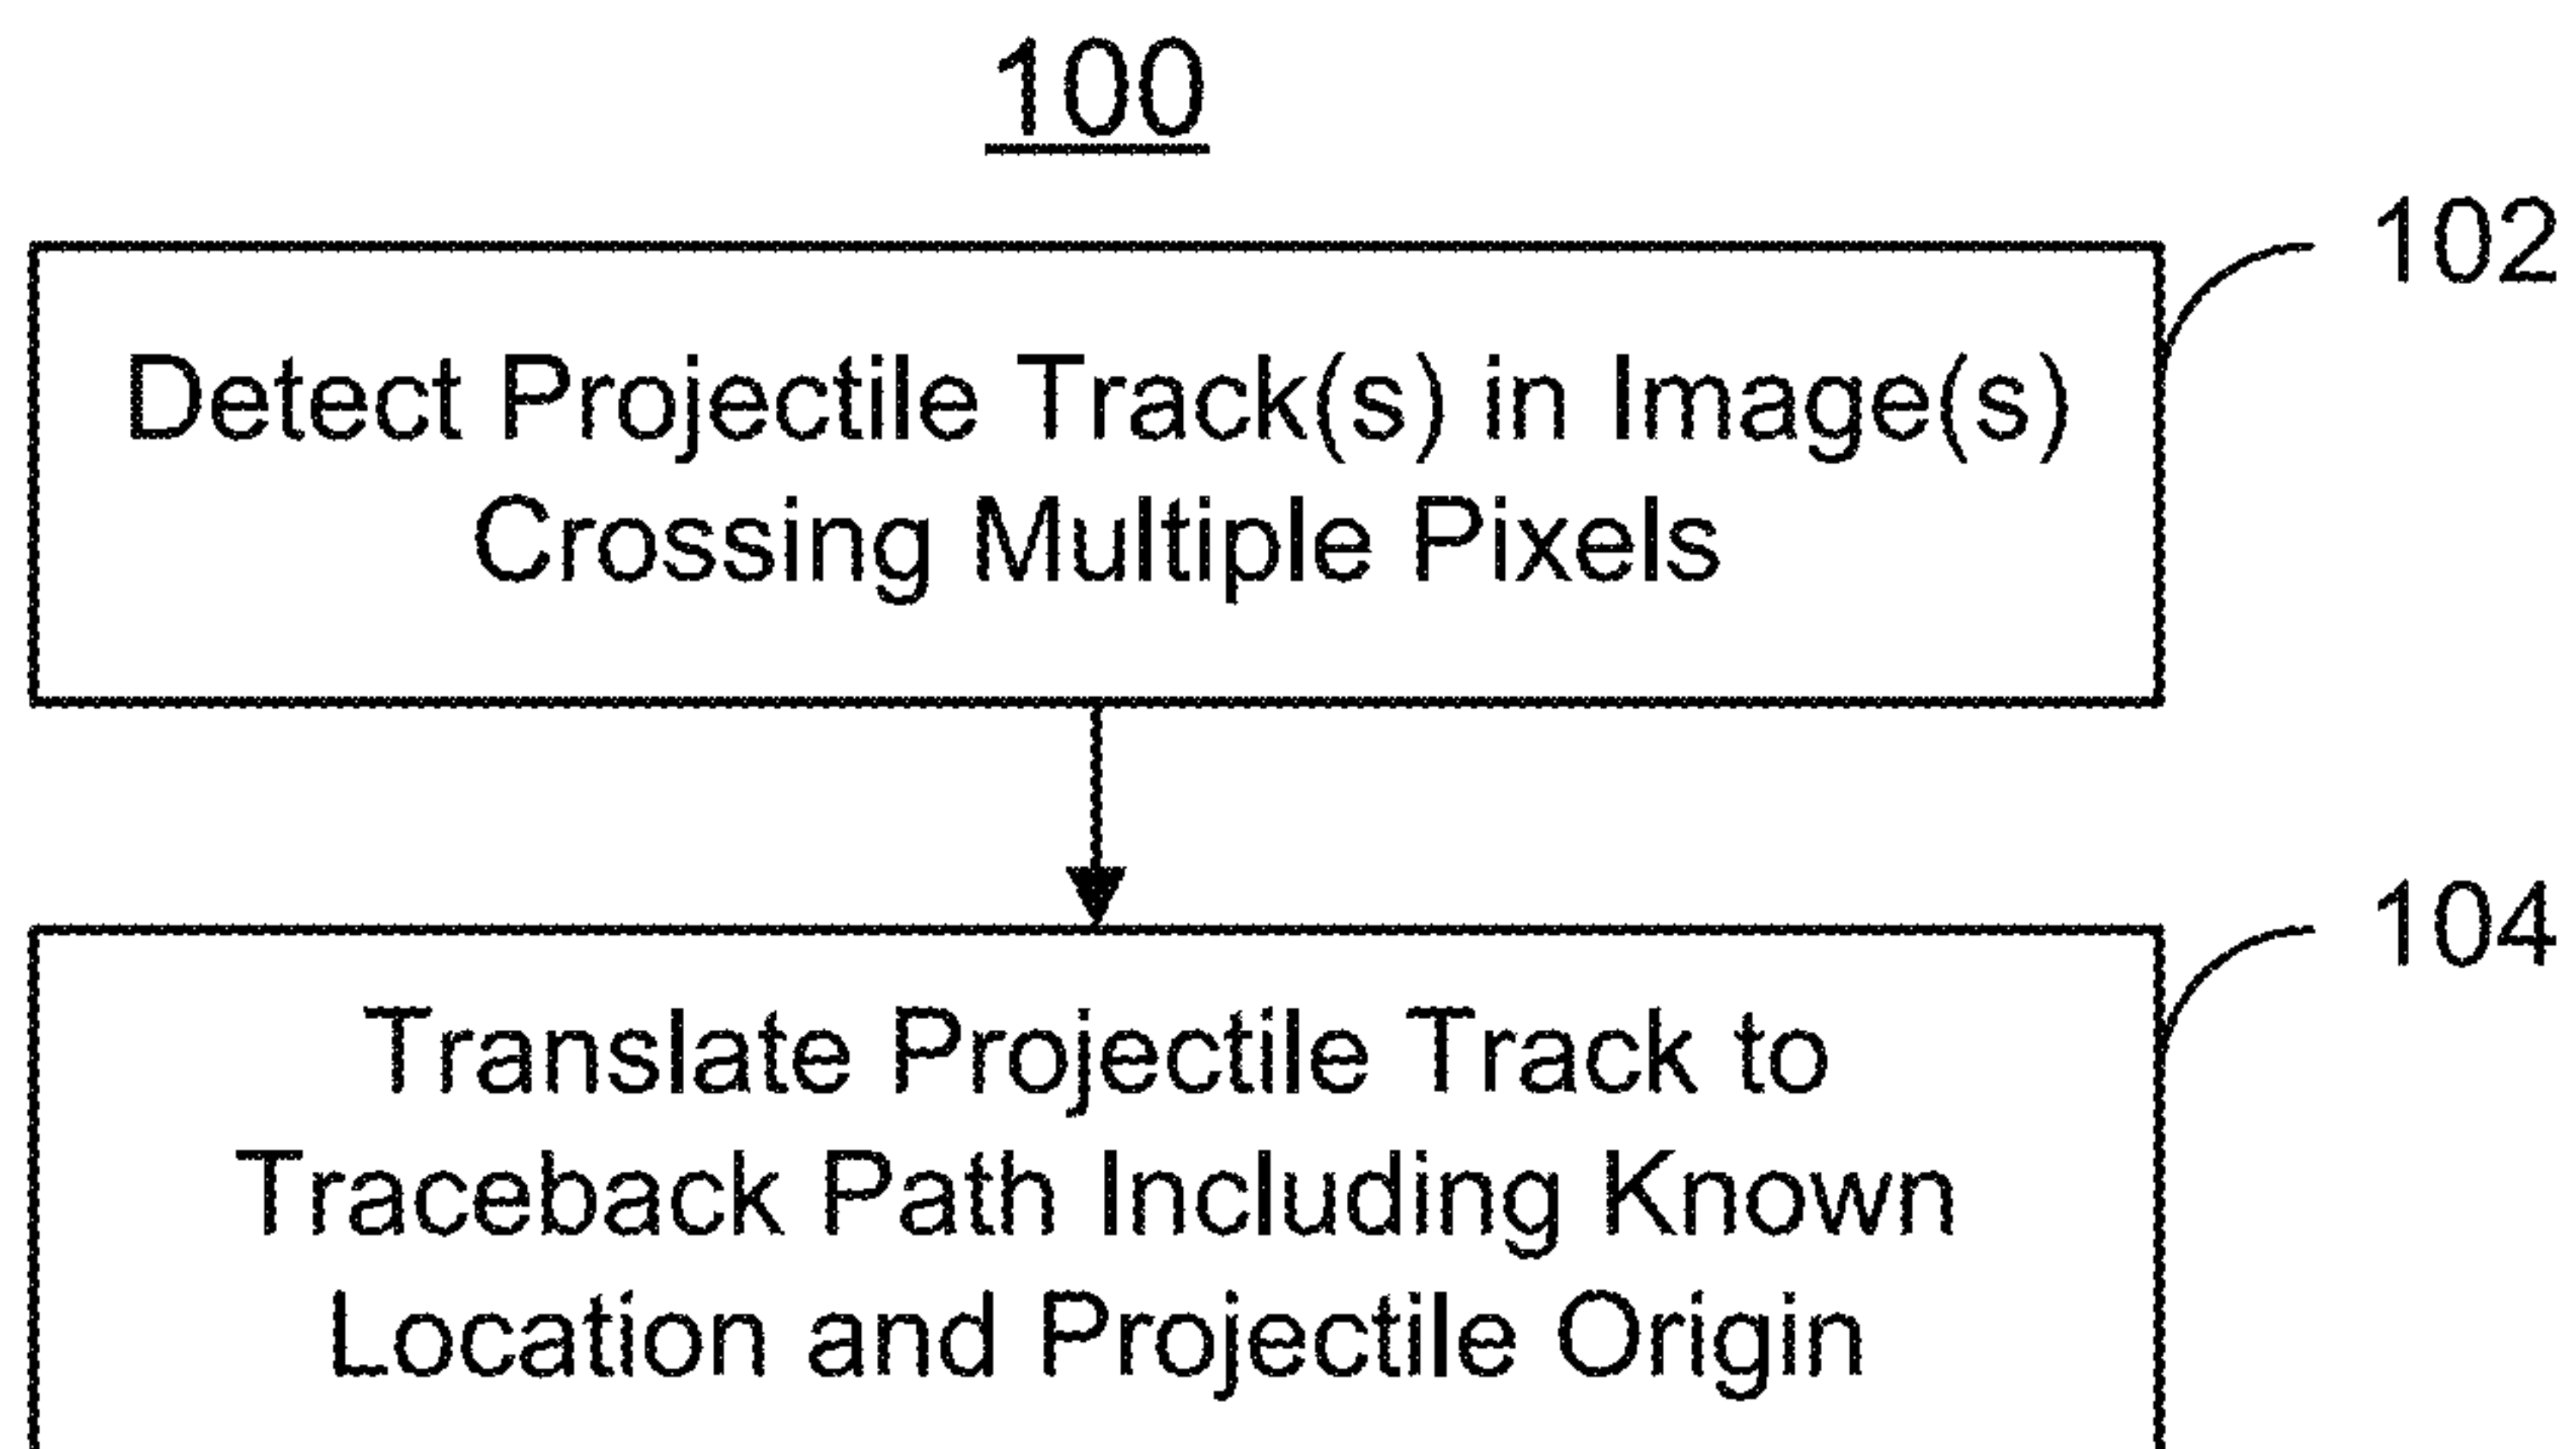 100
102
Detect Projectile Track(s) in Image(s)
Crossing Multiple Pixels
104
Translate Projectile Track to
Traceback Path Including Known
Location and Projectile Origin